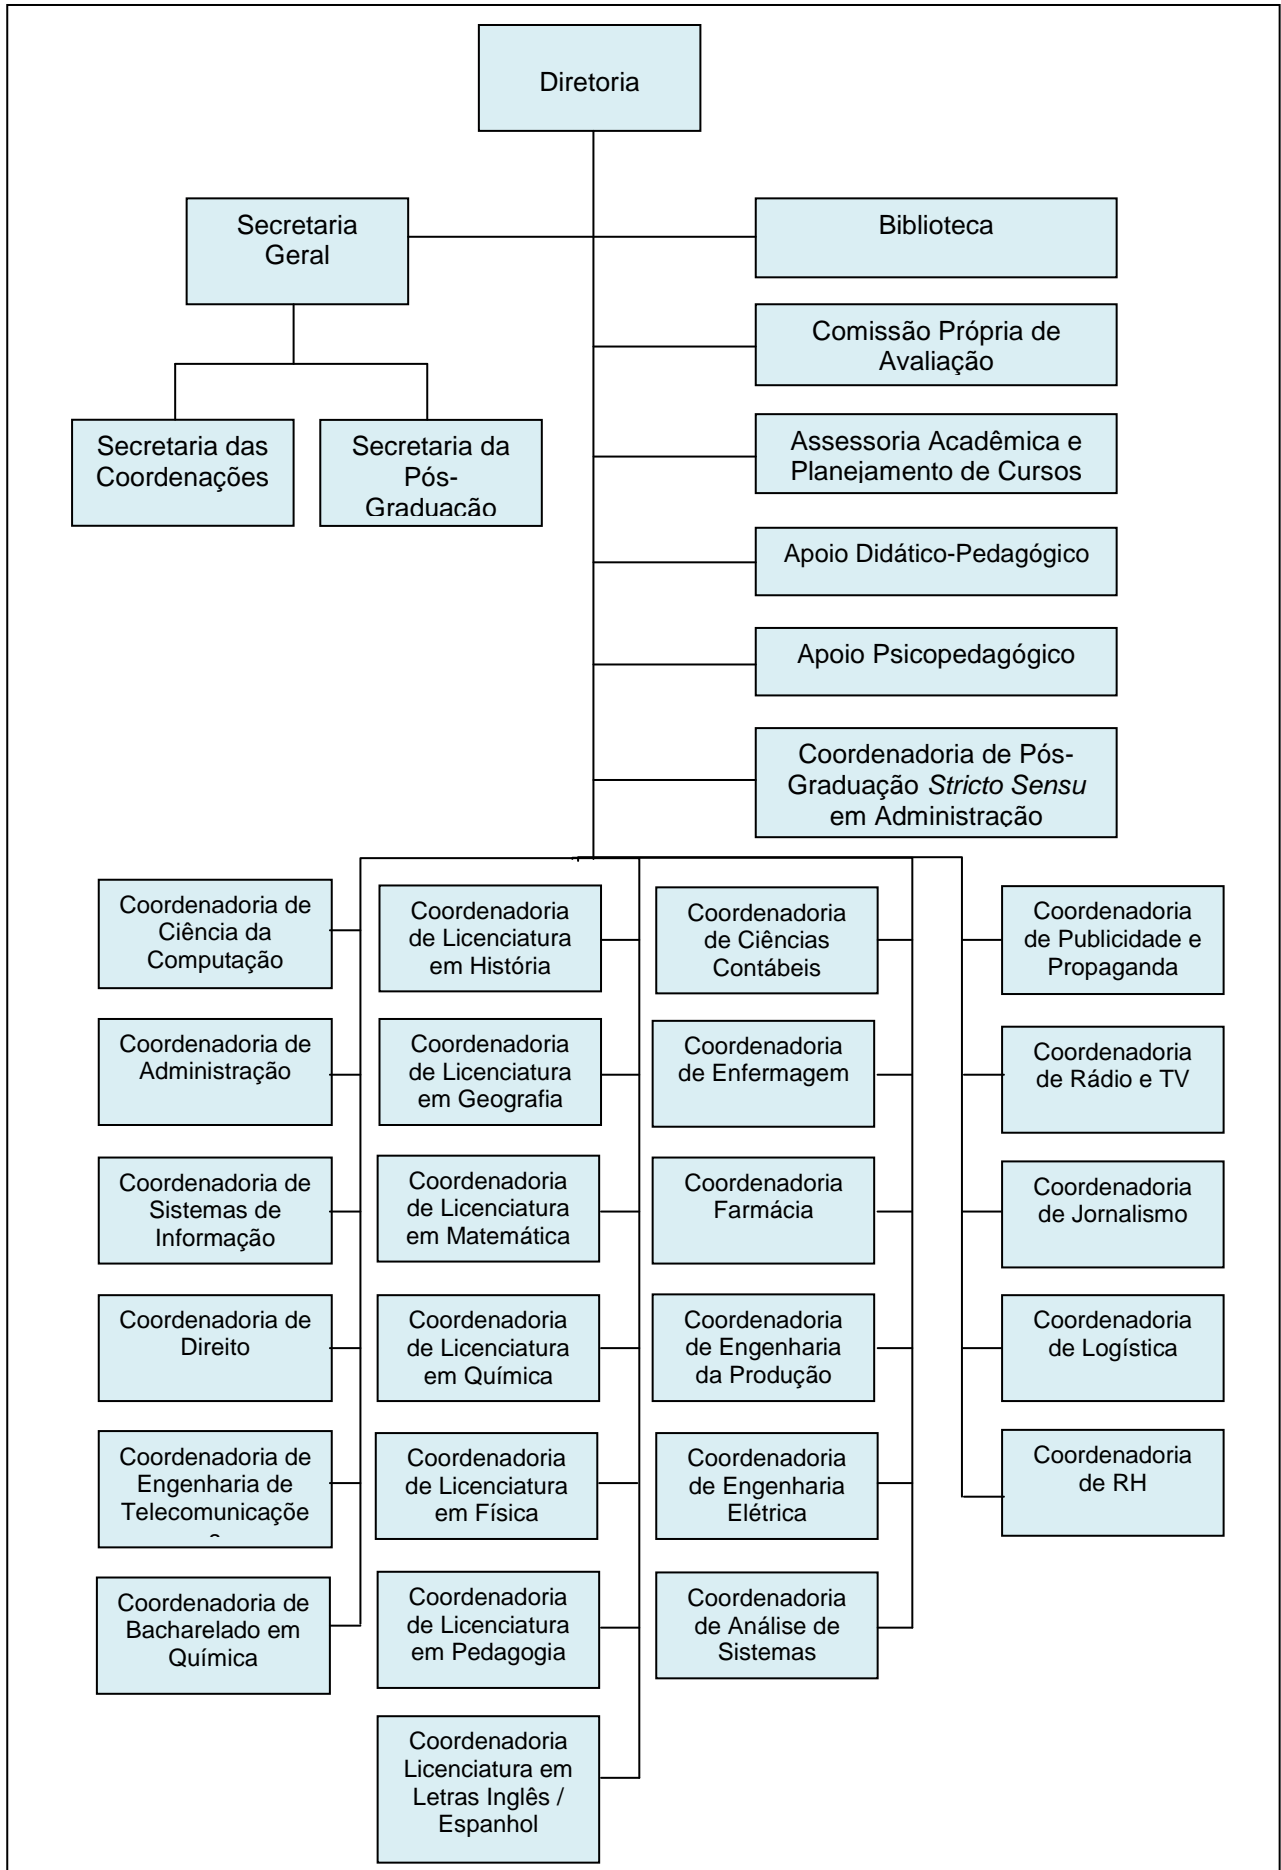 Diretoria
Secretaria
Geral
Biblioteca
Comissão Própria de
Avaliação
Secretaria das
Coordenações
Secretaria da
Pós-
Graduação
Assessoria Acadêmica e
Planejamento de Cursos
Apoio Didático-Pedagógico
Apoio Psicopedagógico
Coordenadoria de Pós-
Graduação Stricto Sensu
em Administração
Coordenadoria de
Ciência da
Computação
Coordenadoria de
Administração
Coordenadoria de
Sistemas de
Informação
Coordenadoria de
Direito
Coordenadoria de
Engenharia de
Telecomunicaçõe
Coordenadoria de
Bacharelado em
Química
Coordenadoria
de Licenciatura
em História
Coordenadoria
de Licenciatura
em Geografia
Coordenadoria
de Licenciatura
em Matemática
Coordenadoria
de Licenciatura
em Química
Coordenadoria
de Licenciatura
em Física
Coordenadoria
de Licenciatura
em Pedagogia
Coordenadoria
Licenciatura em
Letras Inglês /
Espanhol
Coordenadoria
de Ciências
Contábeis
Coordenadoria
de Enfermagem
Coordenadoria
Farmácia
Coordenadoria
de Engenharia
da Produção
Coordenadoria
de Engenharia
Elétrica
Coordenadoria
de Análise de
Sistemas
Coordenadoria
de Publicidade e
Propaganda
Coordenadoria
de Rádio e TV
Coordenadoria
de Jornalismo
Coordenadoria
de Logística
Coordenadoria
de RH